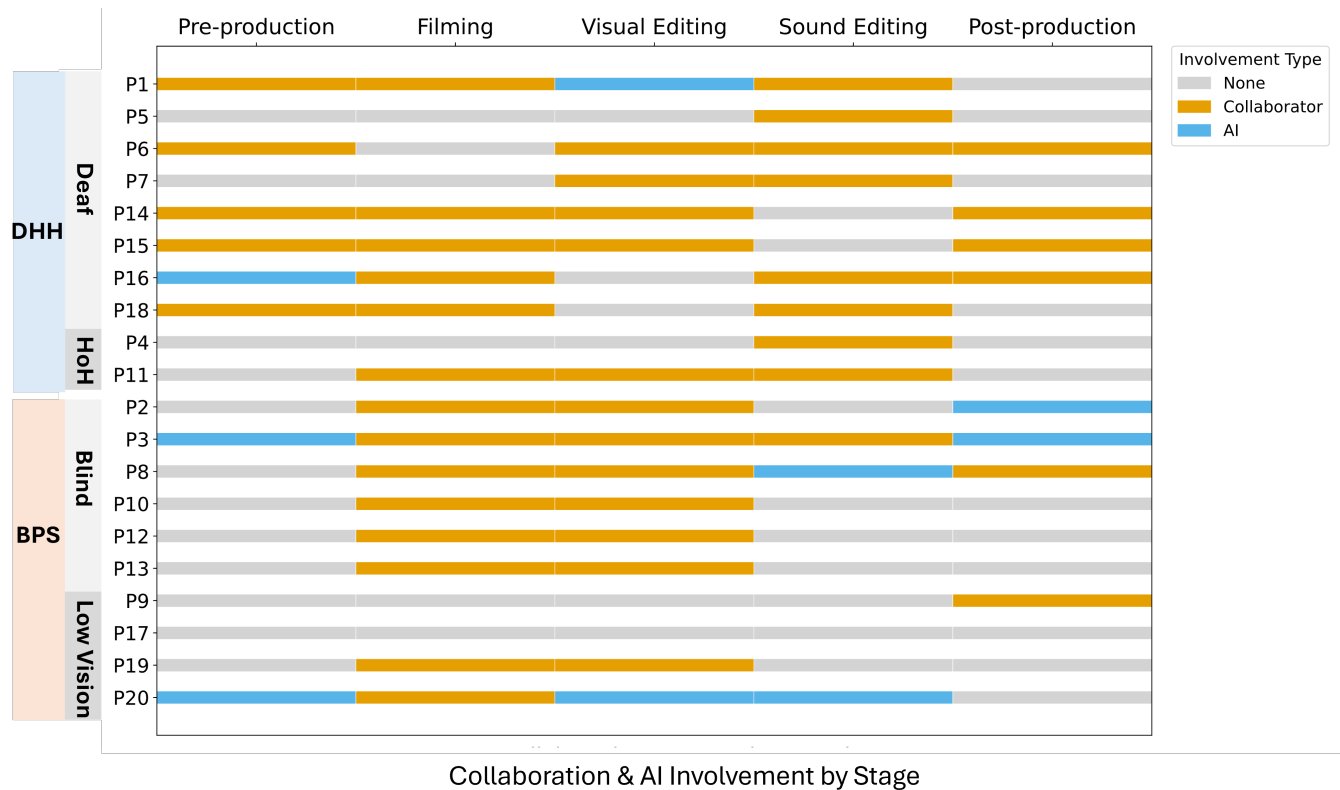 Pre-production Filming Visual Editing Sound Editing Post-production
Involvement Type
None
Collaborator
AI
DHH
Deaf
HoH
BPS
Blind
Low Vision
P1
P5
P6
P7
P14
P15
P16
P18
P4
P11
P2
P3
P8
P10
P12
P13
P9
P17
P19
P20
Collaboration & AI Involvement by Stage